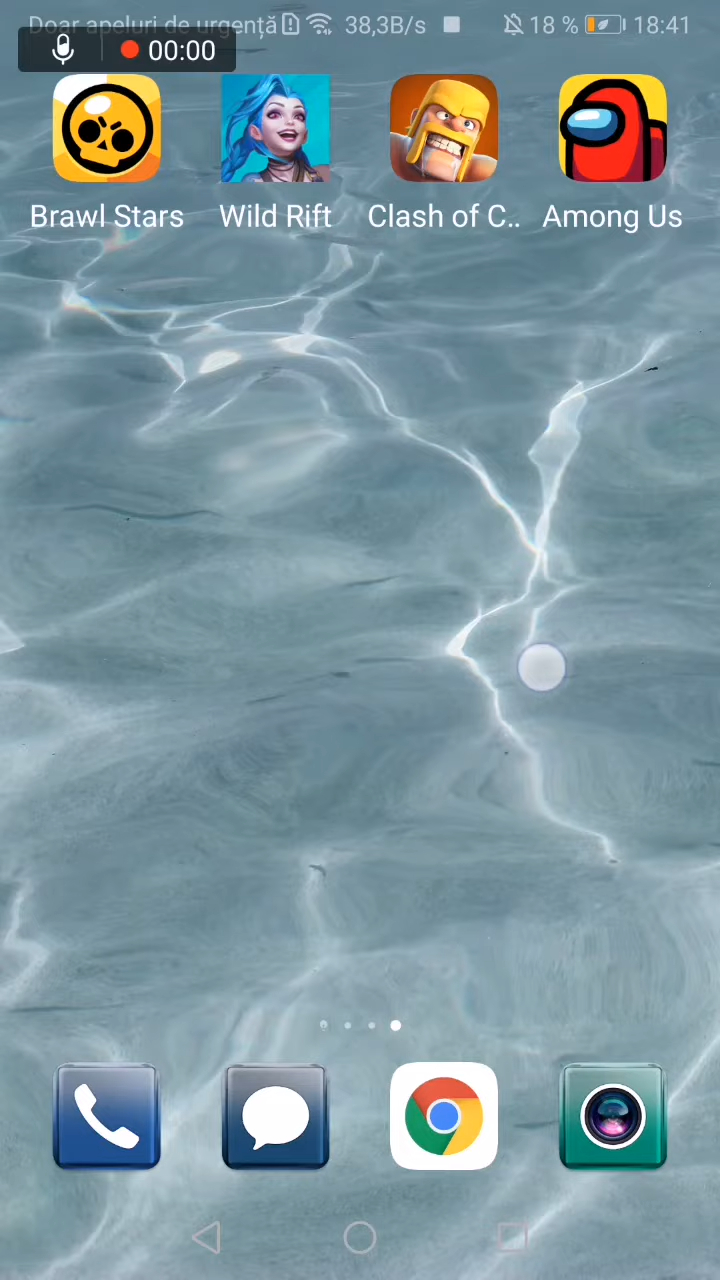 Doar apeluri de urgență 38,3B/s 18 % 18:41
00:00
Brawl Stars Wild Rift Clash of C.. Among Us